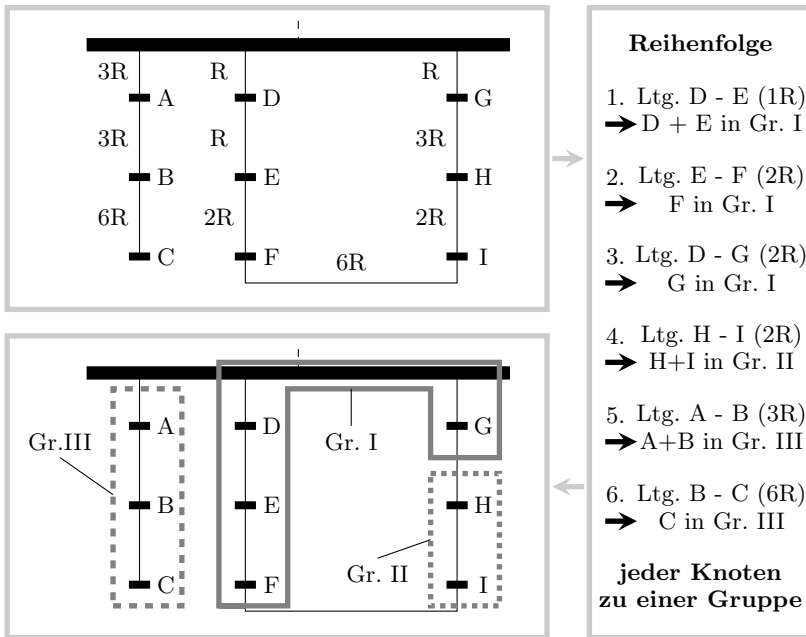 3R
R
R
A
D
G
3R
R
3R
B
E
H
6R
2R
2R
C
F
6R
I
Reihenfolge
1. Ltg. D - E (1R)
D + E in Gr. I
2. Ltg. E - F (2R)
F in Gr. I
3. Ltg. D - G (2R)
G in Gr. I
4. Ltg. H - I (2R)
H+I in Gr. II
5. Ltg. A - B (3R)
A+B in Gr. III
6. Ltg. B - C (6R)
C in Gr. III
jeder Knoten
zu einer Gruppe
A
D
G
Gr.III
Gr. I
B
E
H
Gr. II
C
F
I